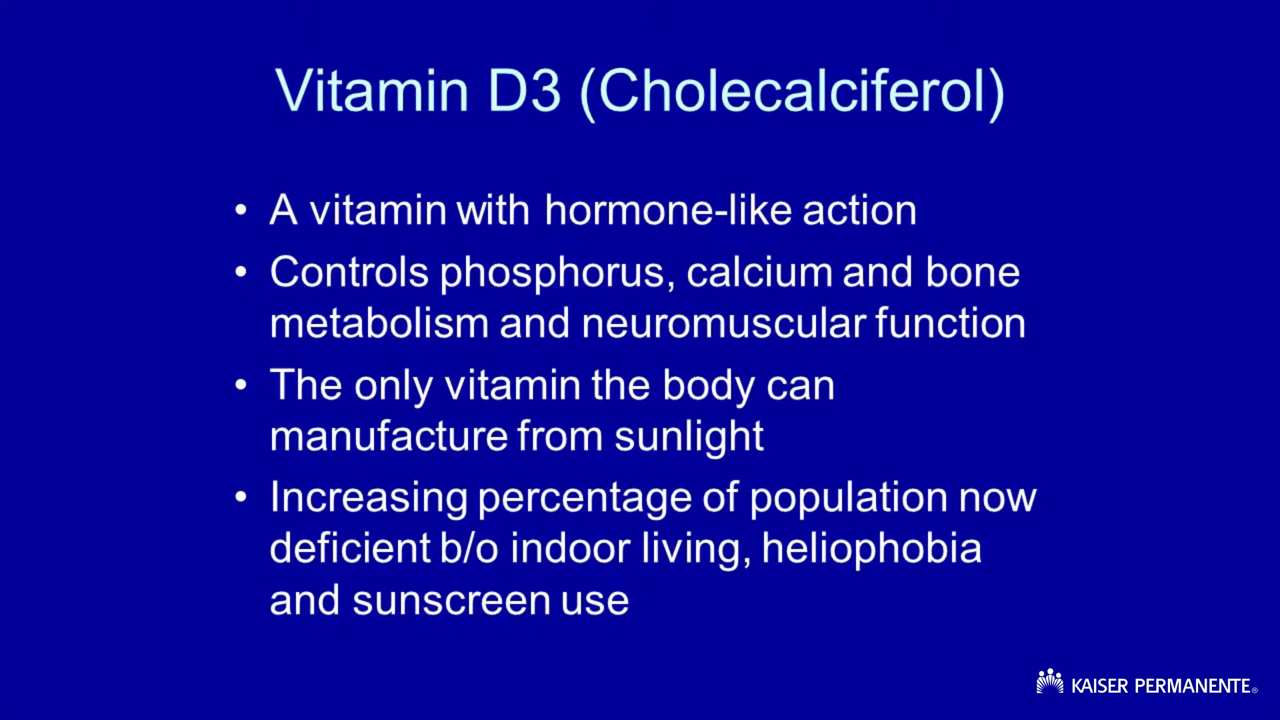 Vitamin D3 (Cholecalciferol)
• A vitamin with hormone-like action
• Controls phosphorus, calcium and bone
metabolism and neuromuscular function
• The only vitamin the body can
manufacture from sunlight
• Increasing percentage of population now
deficient b/o indoor living, heliophobia
and sunscreen use
KAISER PERMANENTE®